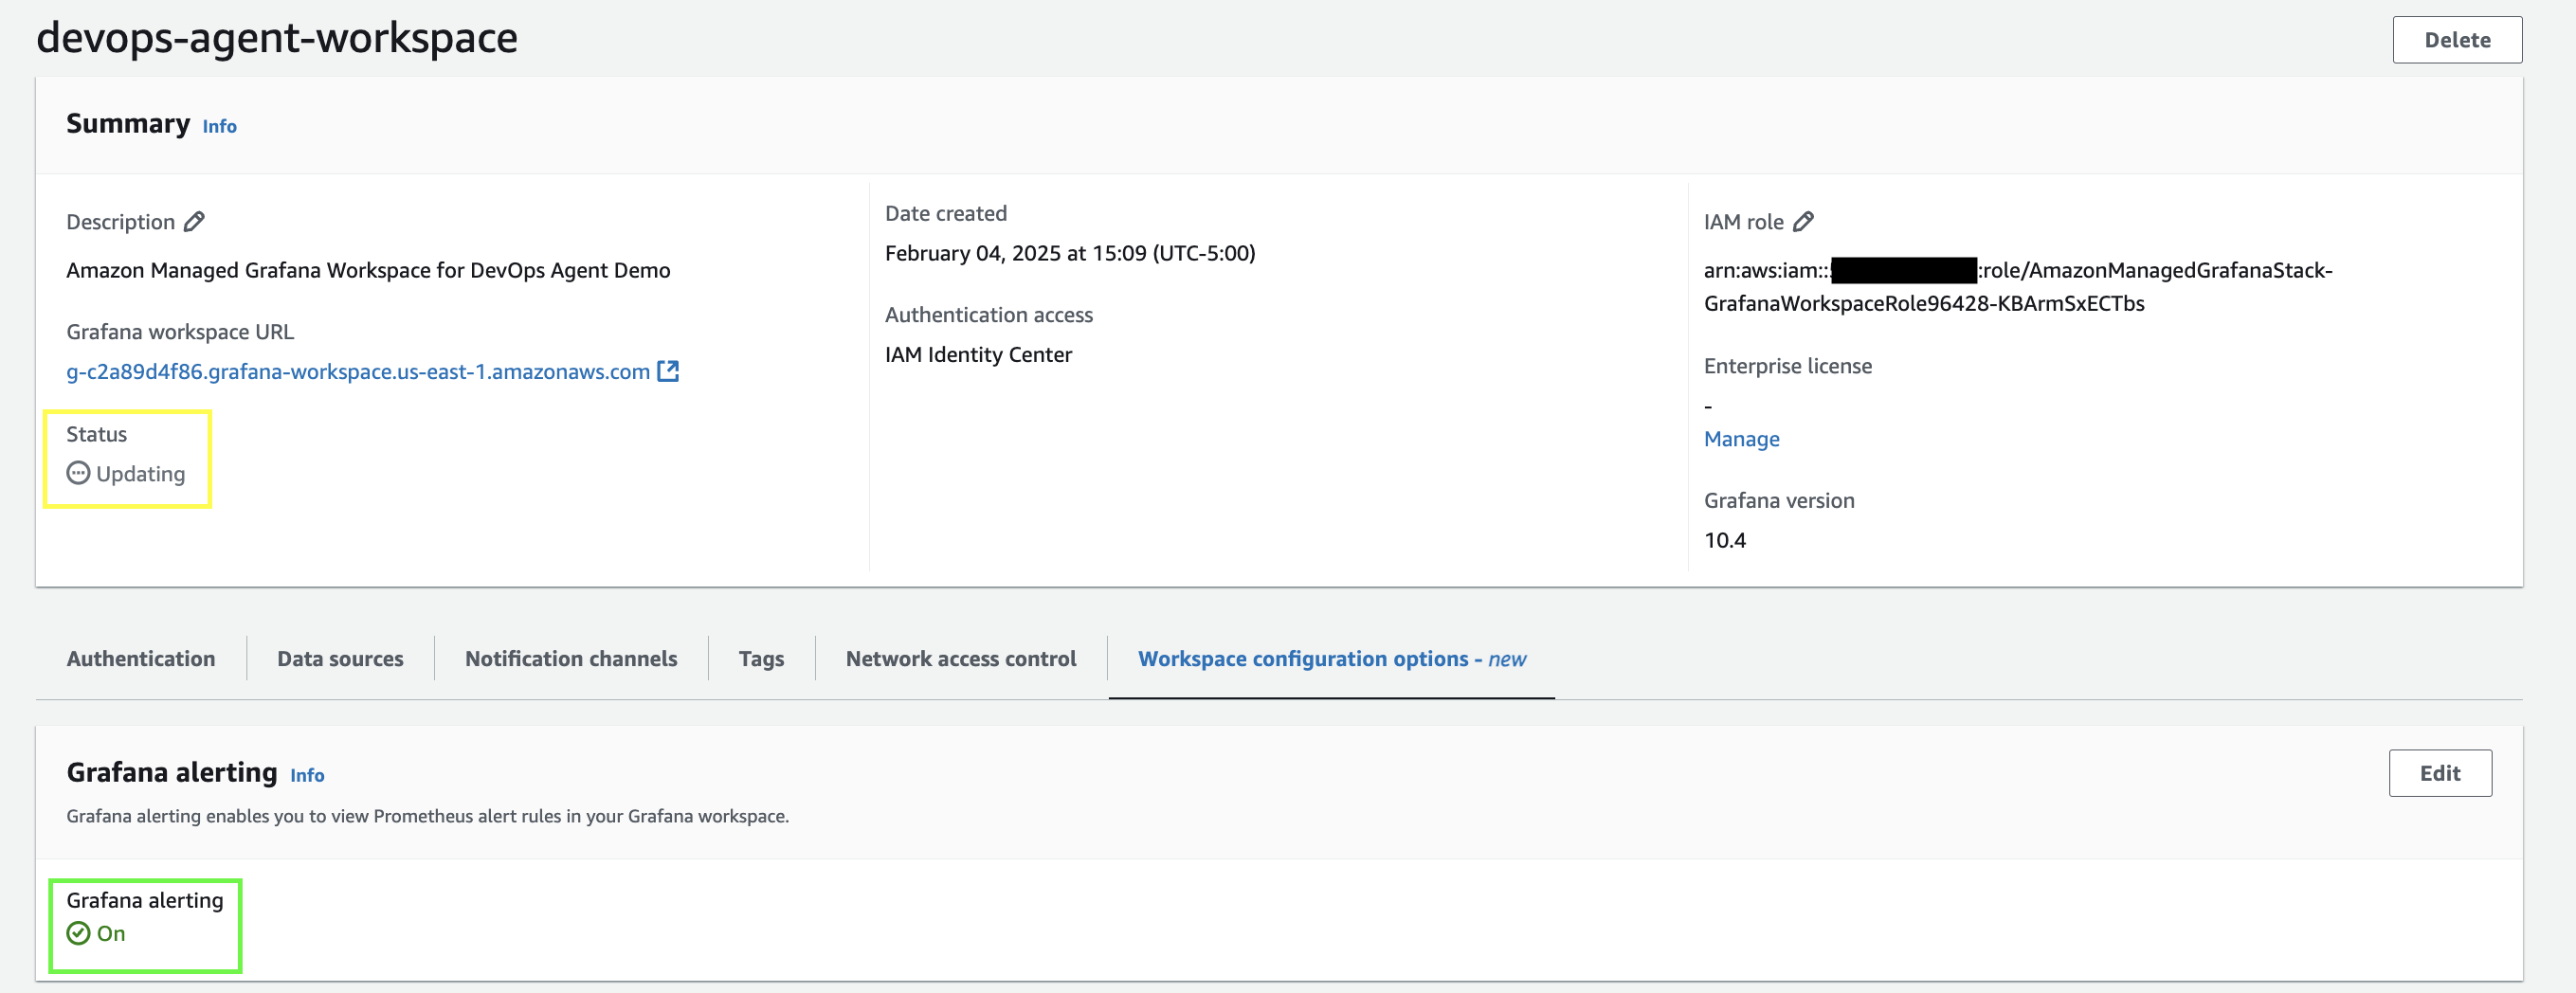 devops-agent-workspace
Delete
Summary Info
Description
Amazon Managed Grafana Workspace for DevOps Agent Demo
Grafana workspace URL
g-c2a89d4f86.grafana-workspace.us-east-1.amazonaws.com
Status
Updating
Date created
February 04, 2025 at 15:09 (UTC-5:00)
Authentication access
IAM Identity Center
IAM role
arn:aws:iam:: :role/AmazonManagedGrafanaStack-
GrafanaWorkspaceRole96428-KBArmSxECTbs
Enterprise license
-
Manage
Grafana version
10.4
Authentication
Data sources
Notification channels
Tags
Network access control
Workspace configuration options - new
Grafana alerting Info
Edit
Grafana alerting enables you to view Prometheus alert rules in your Grafana workspace.
Grafana alerting
On